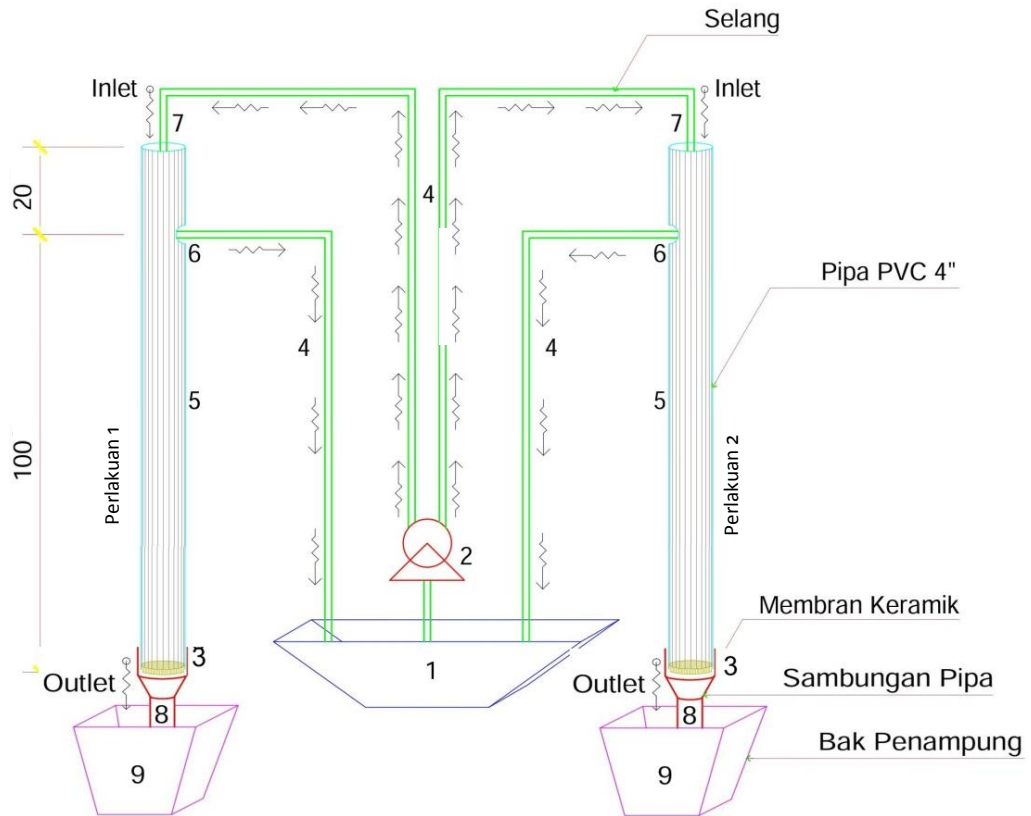 Selang
Inlet
Inlet
7
7
20
4
6
6
Pipa PVC 4"
4
4
5
5
100
Perlakuan 1
Perlakuan 2
2
Membran Keramik
3
3
1
Outlet
Outlet
Sambungan Pipa
8
8
Bak Penampung
9
9